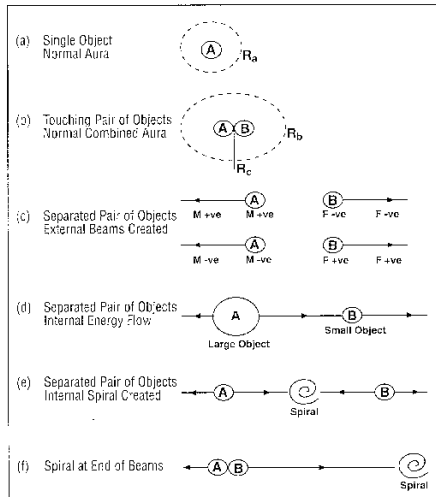 (a) Single Object
Normal Aura
A
Ra
(b) Touching Pair of Objects
Normal Combined Aura
A B
Rb
Rc
(c) Separated Pair of Objects
External Beams Created
A B
M +ve M +ve F -ve F -ve
A B
M -ve M -ve F +ve F +ve
(d) Separated Pair of Objects
Internal Energy Flow
A B
Large Object
Small Object
(e) Separated Pair of Objects
Internal Spiral Created
A B
Spiral
(f) Spiral at End of Beams
A B
Spiral